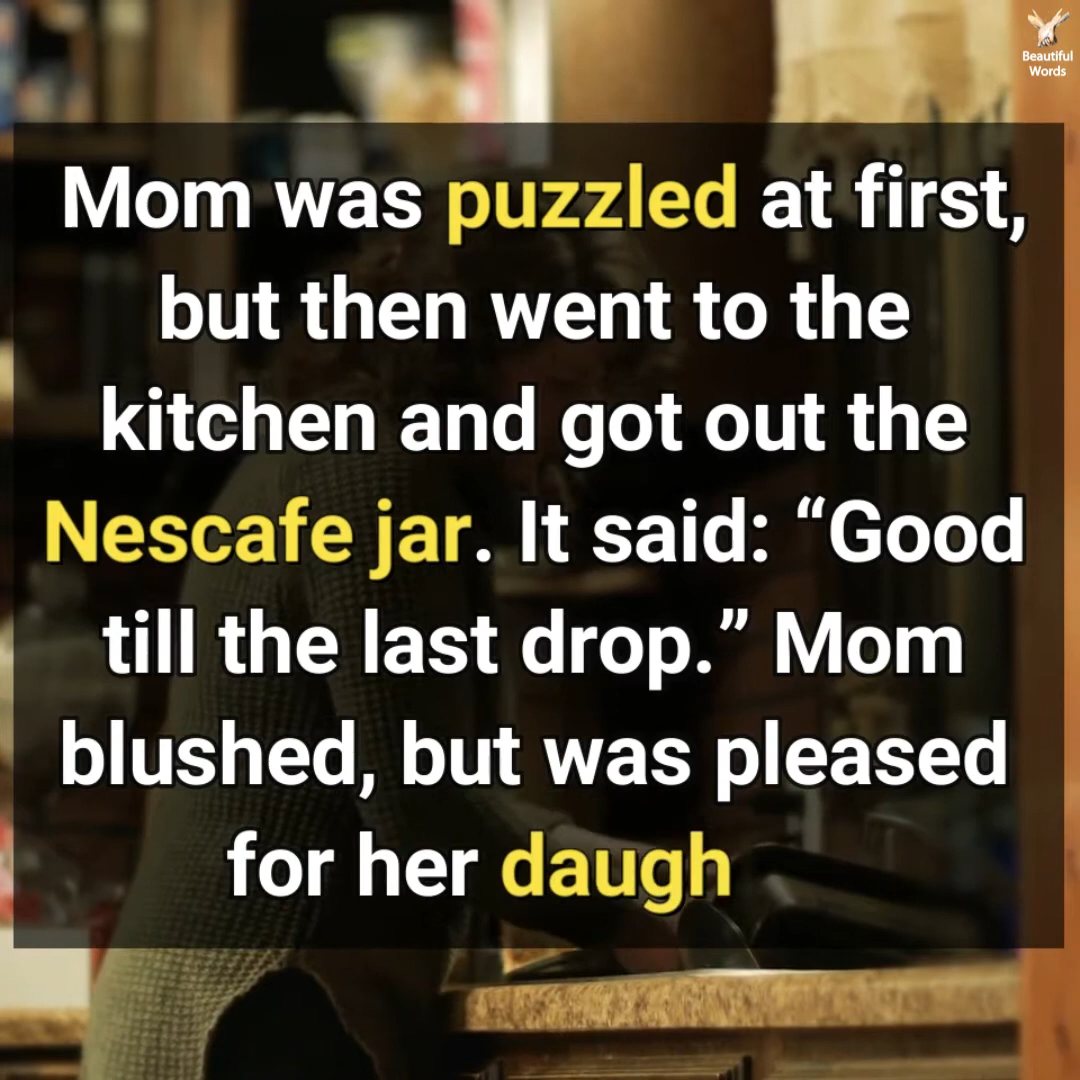 Beautiful
Words
Mom was puzzled at first,
but then went to the
kitchen and got out the
Nescafe jar. It said: “Good
till the last drop.” Mom
blushed, but was pleased
for her daugh